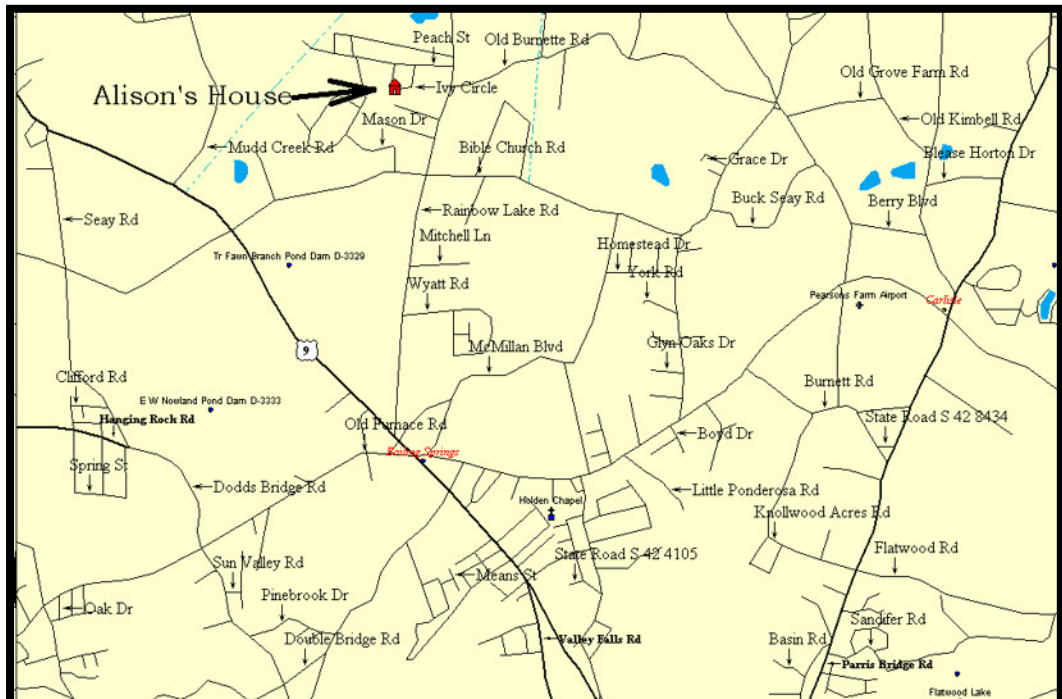 Peach St
Old Burnette Rd
Old Grove Farm Rd
Alison's House
Ivy Circle
Mason Dr
Old Kimbell Rd
Mudd Creek Rd
Bible Church Rd
Grace Dr
Blease Horton Dr
Buck Seay Rd
Berry Blvd
Seay Rd
Rainbow Lake Rd
Mitchell Ln
Homestead Dr
Tr Fawn Branch Pond Dam D-3329
Wyatt Rd
York Rd
Pearsons Farm Airport
Carlisle
9
McMillan Blvd
Glyn Oaks Dr
Clifford Rd
Burnett Rd
E W Nowland Pond Dam D-3333
Hanging Rock Rd
Old Furnace Rd
State Road S 42 8434
Boiling Springs
Boyd Dr
Spring St
Dodds Bridge Rd
Holden Chapel
Little Ponderosa Rd
Knollwood Acres Rd
Sun Valley Rd
State Road S 42 4105
Flatwood Rd
Means St
Oak Dr
Pinebrook Dr
Sandifer Rd
Double Bridge Rd
Valley Falls Rd
Basin Rd
Parris Bridge Rd
Flatwood Lake